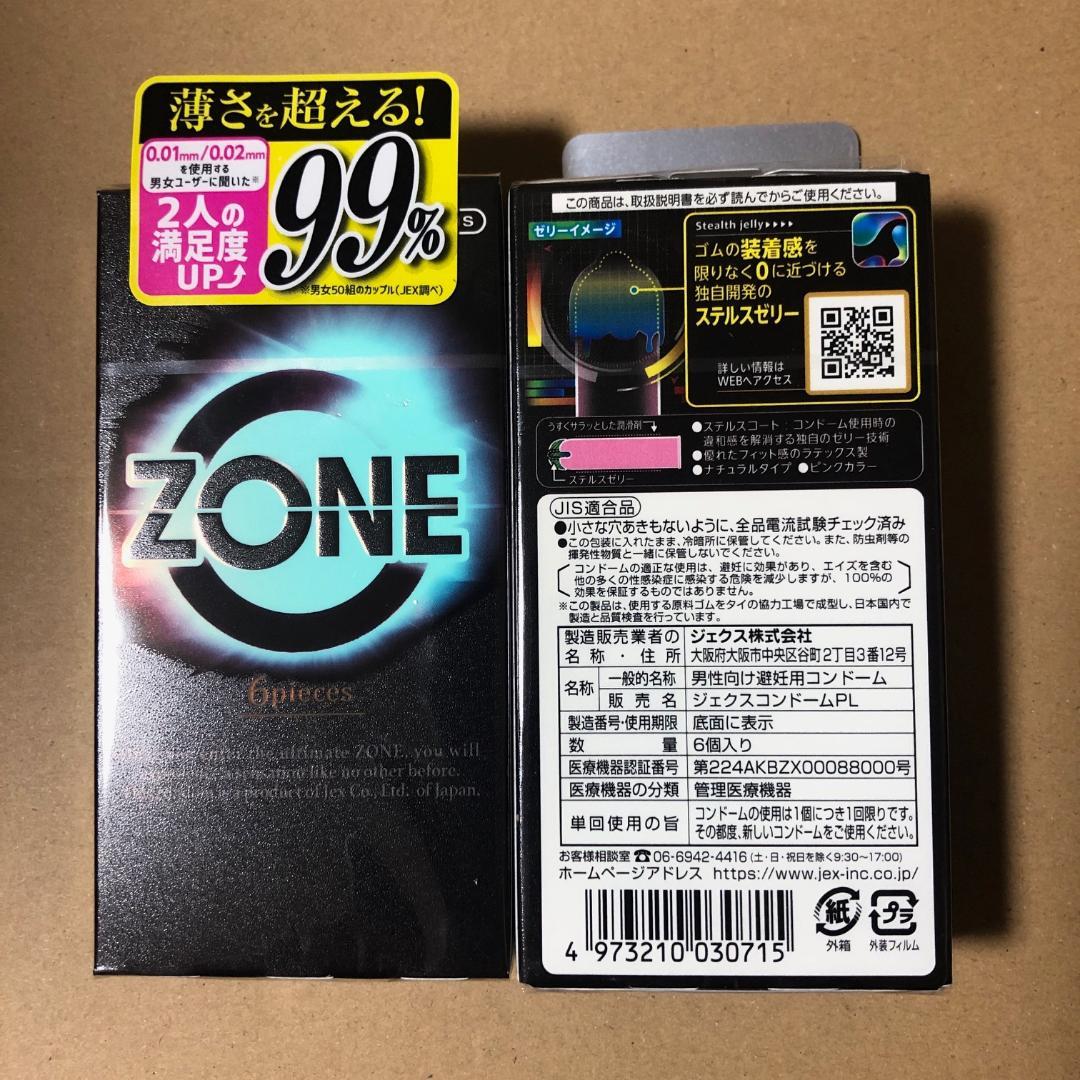 薄さを超える!
0.01mm/0.02mm
を使用する
男女ユーザーに聞いた※
2人の
満足度
UP
99%
※男女50組のカップル(JEX調べ)
S
ZONE
6pieces
the ultimate ZONE, you will
like no other before.
is a product of Jex Co., Ltd. of Japan.
この商品は、取扱説明書を必ず読んでからご使用ください。
ゼリーイメージ
Stealth jelly
ゴムの装着感を
限りなく0に近づける
独自開発の
ステルスゼリー
詳しい情報は
WEBへアクセス
うすくサラッとした潤滑剤
ステルスゼリー
●ステルスコート:コンドーム使用時の
違和感を解消する独自のゼリー技術
●優れたフィット感のラテックス製
●ナチュラルタイプ ●ピンクカラー
JIS適合品
●小さな穴あきもないように、全品電流試験チェック済み
●この包装に入れたまま、冷暗所に保管してください。また、防虫剤等の
揮発性物質と一緒に保管しないでください。
コンドームの適正な使用は、避妊に効果があり、エイズを含む
他の多くの性感染症に感染する危険を減少しますが、100%の
効果を保証するものではありません。
※この製品は、使用する原料ゴムをタイの協力工場で成型し、日本国内で
製造と品質検査を行っています。
製造販売業者の 名称・住所 ジェクス株式会社
大阪府大阪市中央区谷町2丁目3番12号
名称 一般的名称 男性向け避妊用コンドーム
販売名 ジェクスコンドームPL
製造番号・使用期限 底面に表示
数量 6個入り
医療機器認証番号 第224AKBZX00088000号
医療機器の分類 管理医療機器
単回使用の旨 コンドームの使用は1個につき1回限りです。
その都度、新しいコンドームをご使用ください。
お客様相談室 ☎06-6942-4416(土・日・祝日を除く9:30~17:00)
ホームページアドレス https://www.jex-inc.co.jp/
4 973210 030715
紙
外箱
プラ
外装フィルム